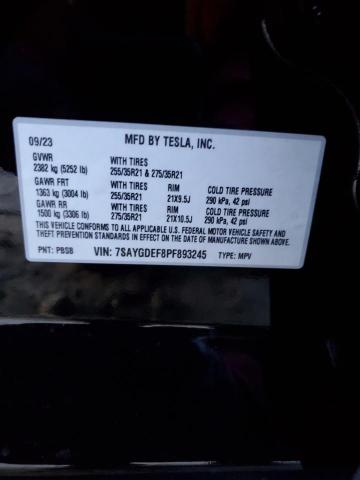 09/23 MFD BY TESLA, INC.
GVWR WITH TIRES
2382 kg (5252 lb) 255/35R21 & 275/35R21
GAWR FRT WITH TIRES RIM COLD TIRE PRESSURE
1363 kg (3004 lb) 255/35R21 21X9.5J 290 kPa, 42 psi
GAWR RR WITH TIRES RIM COLD TIRE PRESSURE
1500 kg (3306 lb) 275/35R21 21X10.5J 290 kPa, 42 psi
THIS VEHICLE CONFORMS TO ALL APPLICABLE U.S. FEDERAL MOTOR VEHICLE SAFETY AND
THEFT PREVENTION STANDARDS IN EFFECT ON THE DATE OF MANUFACTURE SHOWN ABOVE.
PNT: PBSB VIN: 7SAYGDEF8PF893245 TYPE: MPV